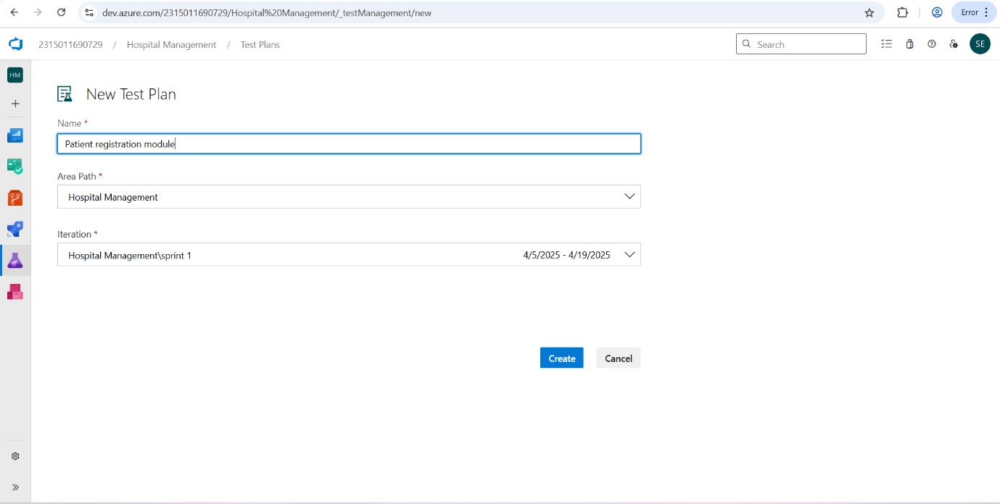 dev.azure.com/2315011690729/Hospital%20Management/_testManagement/new
Error
2315011690729 / Hospital Management / Test Plans
Search
SE
HM
New Test Plan
Name *
Patient registration module
Area Path *
Hospital Management
Iteration *
Hospital Management\sprint 1 4/5/2025 - 4/19/2025
Create Cancel